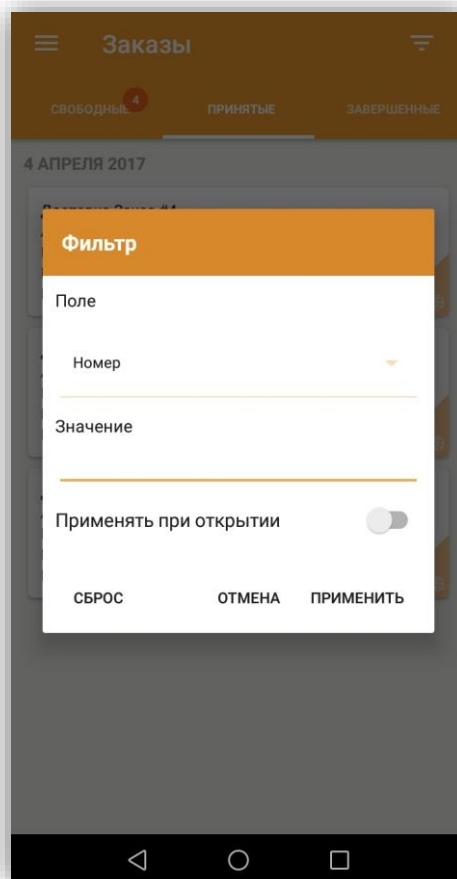 Заказы
СВОБОДНЫЕ 4 ПРИНЯТЫЕ ЗАВЕРШЕННЫЕ
4 АПРЕЛЯ 2017
Фильтр
Поле
Номер
Значение
Применять при открытии
СБРОС ОТМЕНА ПРИМЕНИТЬ